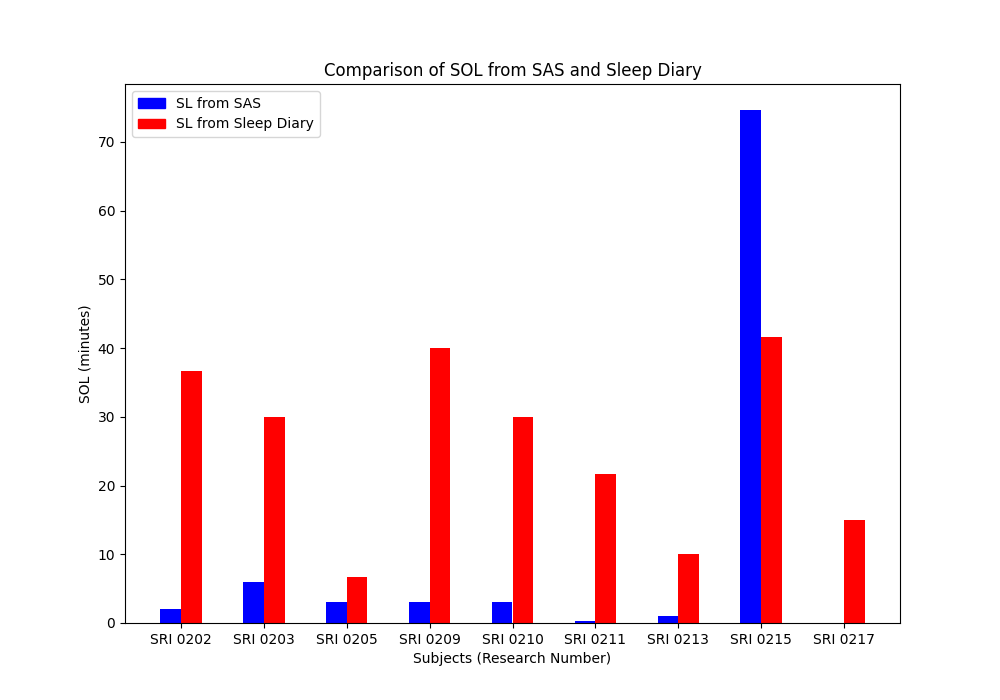 Comparison of SOL from SAS and Sleep Diary
SL from SAS
SL from Sleep Diary
SOL (minutes)
70
60
50
40
30
20
10
0
SRI 0202 SRI 0203 SRI 0205 SRI 0209 SRI 0210 SRI 0211 SRI 0213 SRI 0215 SRI 0217
Subjects (Research Number)